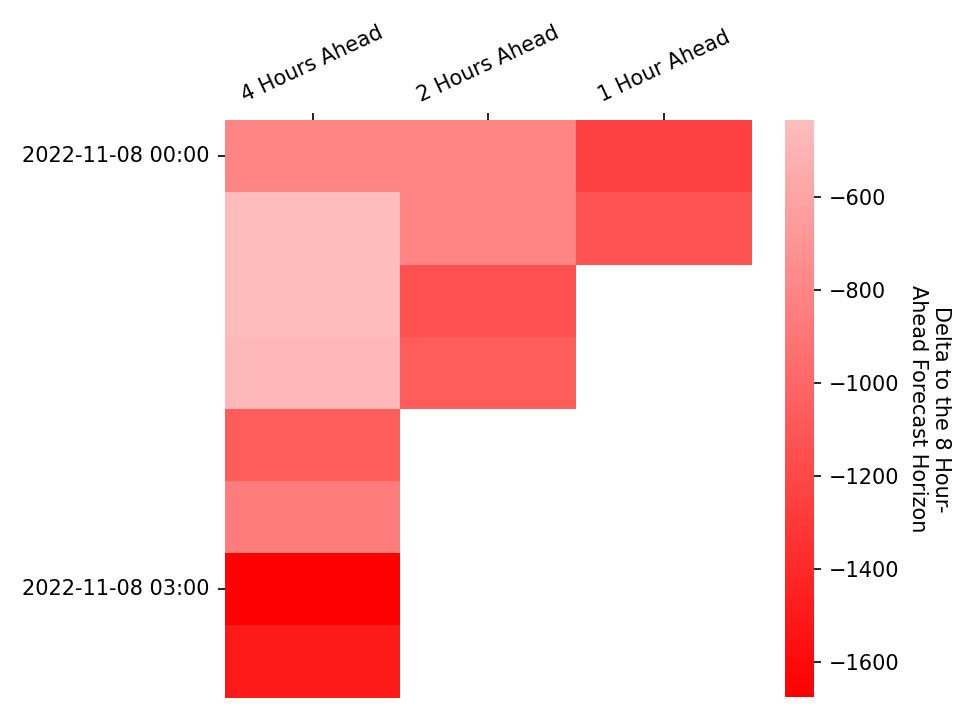 4 Hours Ahead
2 Hours Ahead
1 Hour Ahead
2022-11-08 00:00
2022-11-08 03:00
−600
−800
−1000
−1200
−1400
−1600
Delta to the 8 Hour-
Ahead Forecast Horizon